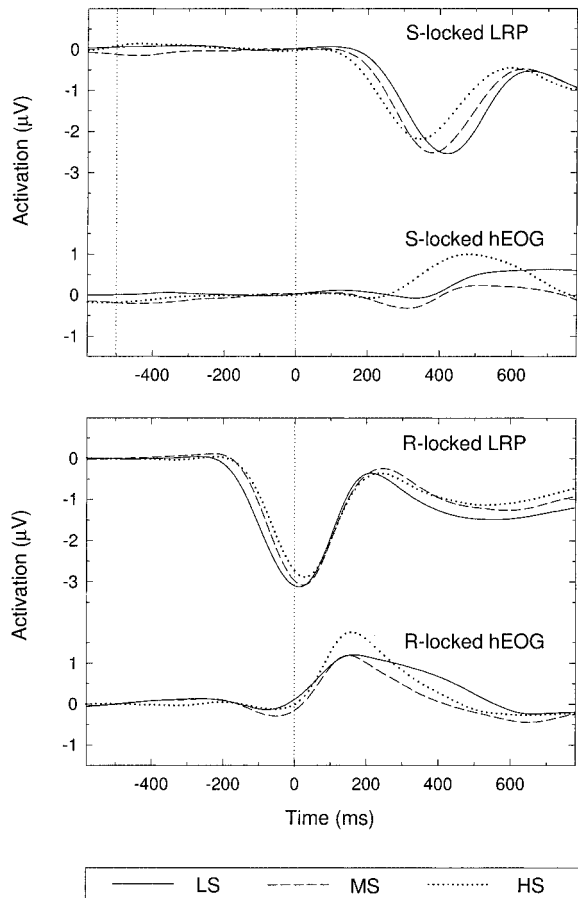 S-locked LRP
0
-1
-2
-3
Activation (µV)
S-locked hEOG
1
0
-1
-400 -200 0 200 400 600
R-locked LRP
0
-1
-2
-3
Activation (µV)
R-locked hEOG
1
0
-1
-400 -200 0 200 400 600
Time (ms)
LS MS HS